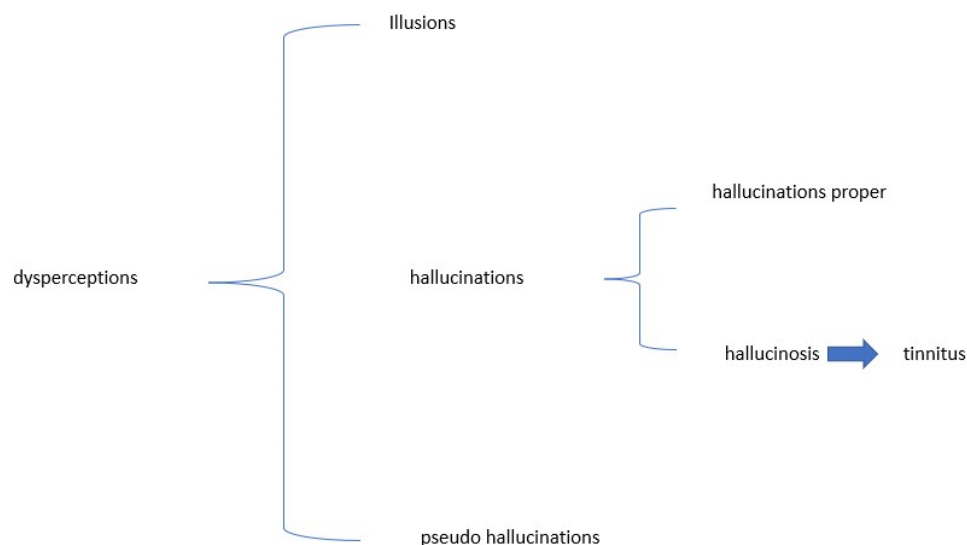 Illusions
hallucinations proper
dysperceptions
hallucinations
hallucinosis
tinnitus
pseudo hallucinations